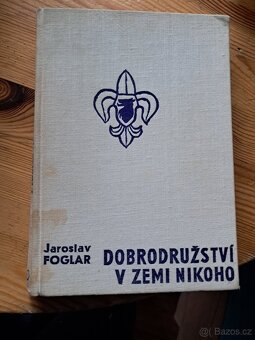 Jaroslav
FOGLAR
DOBRODRUŽSTVÍ
V ZEMI NIKOHO
Bazos.cz